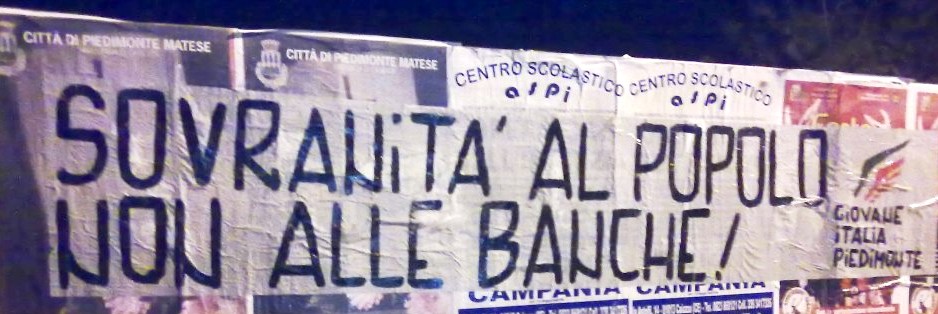 CITTÀ DI PIEDIMONTE MATESE
CITTÀ DI PIEDIMONTE MATESE
CENTRO SCOLASTICO
aspi
CENTRO SCOLASTICO
aspi
SOVRANiTA' AL POPOLO
NON ALLE BANCHE!
GiOVANE
iTALiA
PiEDiMONTE
CAMPANIA
CAMPANIA